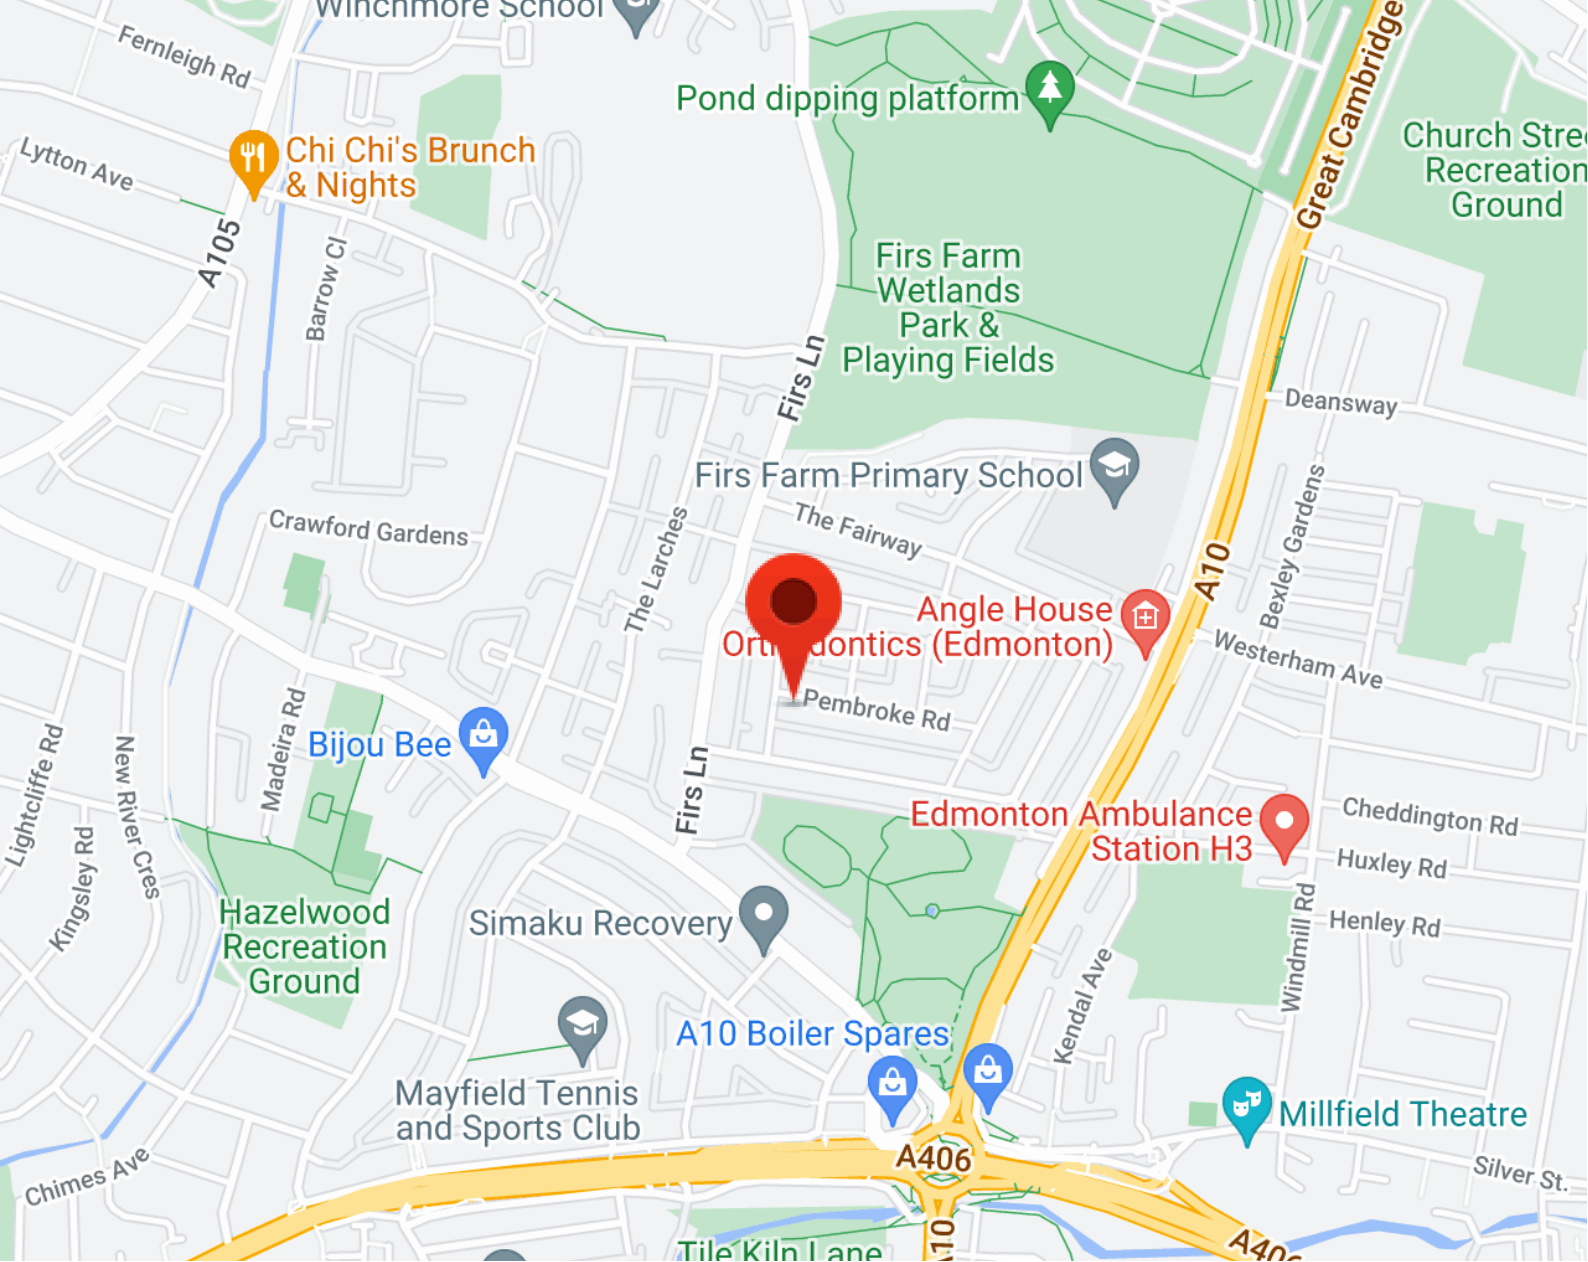 Winchmore School
Fernleigh Rd
Pond dipping platform
Great Cambridge
Church Stree
Recreation
Ground
Lytton Ave
Chi Chi's Brunch
& Nights
A105
Barrow Cl
Firs Farm
Wetlands
Park &
Playing Fields
Firs Ln
Deansway
Firs Farm Primary School
Crawford Gardens
The Larches
The Fairway
A10
Bexley Gardens
Angle House
Orthodontics (Edmonton)
Westerham Ave
Pembroke Rd
Madeira Rd
Lightcliffe Rd
New River Cres
Bijou Bee
Firs Ln
Edmonton Ambulance
Station H3
Cheddington Rd
Huxley Rd
Kingsley Rd
Hazelwood
Recreation
Ground
Simaku Recovery
Windmill Rd
Henley Rd
Kendal Ave
A10 Boiler Spares
Mayfield Tennis
and Sports Club
Millfield Theatre
A406
Chimes Ave
Silver St.
A10
A406
Tile Kiln Lane